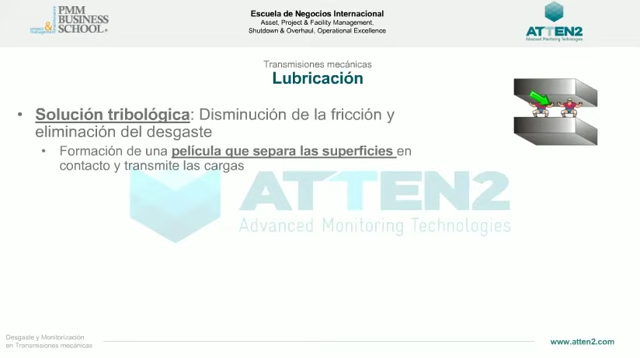 PMM
BUSINESS
SCHOOL
Escuela de Negocios Internacional
Asset, Project & Facility Management,
Shutdown & Overhaul, Operational Excellence
ATTEN2
Advanced Monitoring Technologies
Transmisiones mecánicas
Lubricación
• Solución tribológica: Disminución de la fricción y
eliminación del desgaste
• Formación de una película que separa las superficies en
contacto y transmite las cargas
ATTEN2
Advanced Monitoring Technologies
Desgaste y Monitorización
en Transmisiones mecánicas
www.atten2.com